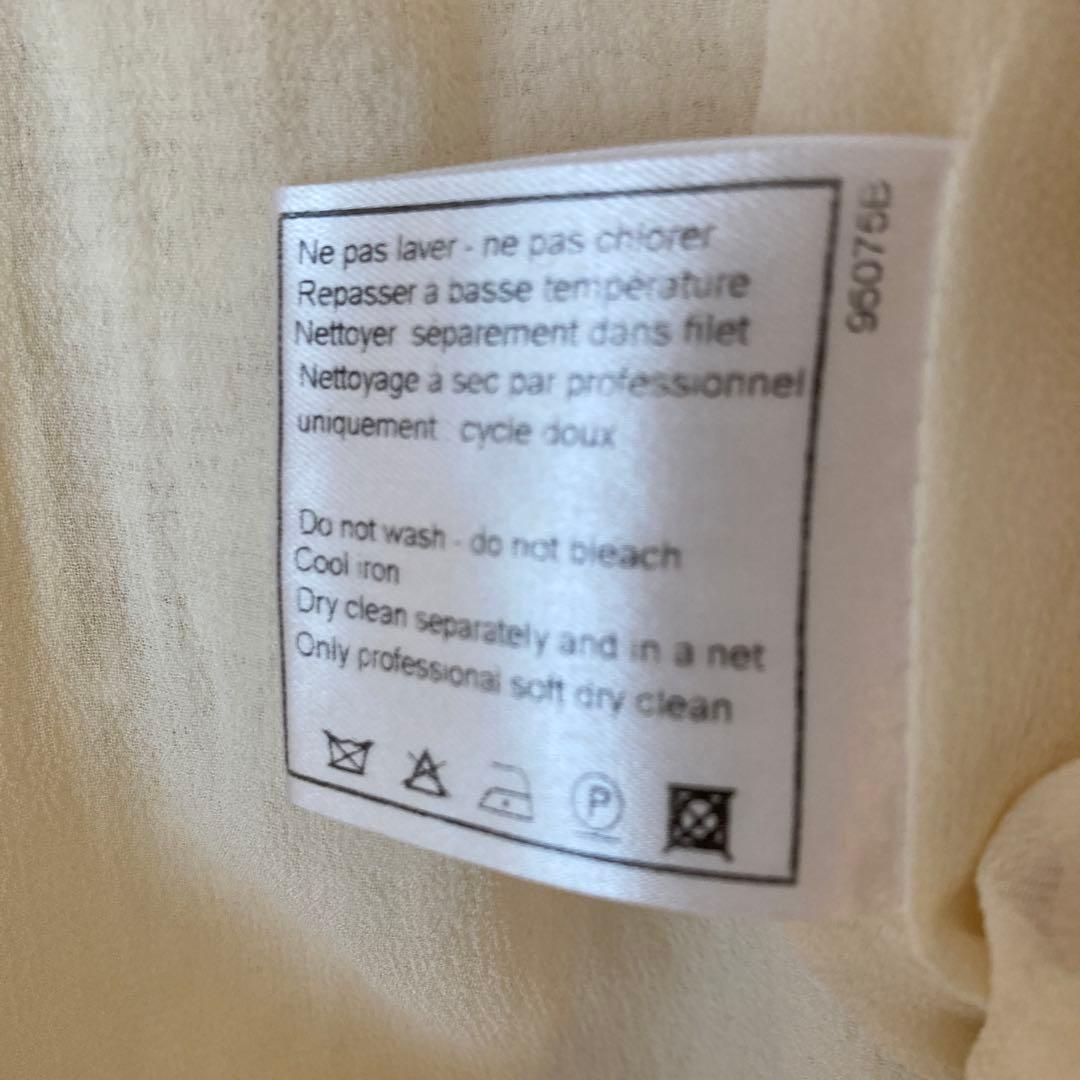 Ne pas laver - ne pas chlorer
Repasser à basse température
Nettoyer séparement dans filet
Nettoyage à sec par professionnel
uniquement cycle doux
Do not wash - do not bleach
Cool iron
Dry clean separately and in a net
Only professional soft dry clean
P
95075B